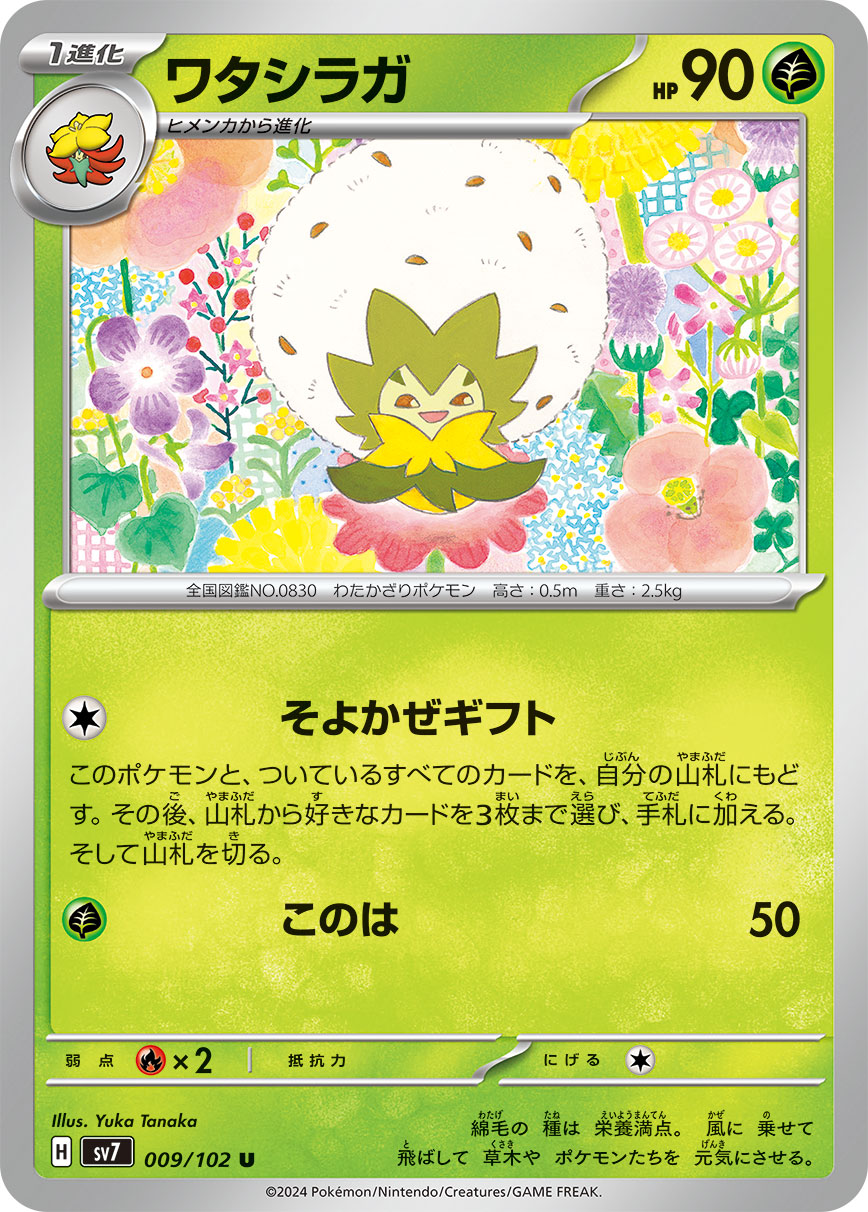 1進化
ワタシラガ
HP 90
ヒメンカから進化
全国図鑑NO.0830 わたかざりポケモン 高さ：0.5m 重さ：2.5kg
そよかぜギフト
このポケモンと、ついているすべてのカードを、自分の山札にもど
す。その後、山札から好きなカードを3枚まで選び、手札に加える。
そして山札を切る。
このは 50
弱点 ×2 抵抗力 にげる
Illus. Yuka Tanaka
綿毛の 種は 栄養満点。 風に 乗せて
飛ばして 草木や ポケモンたちを 元気にさせる。
H sv7 009/102 U
©2024 Pokémon/Nintendo/Creatures/GAME FREAK.